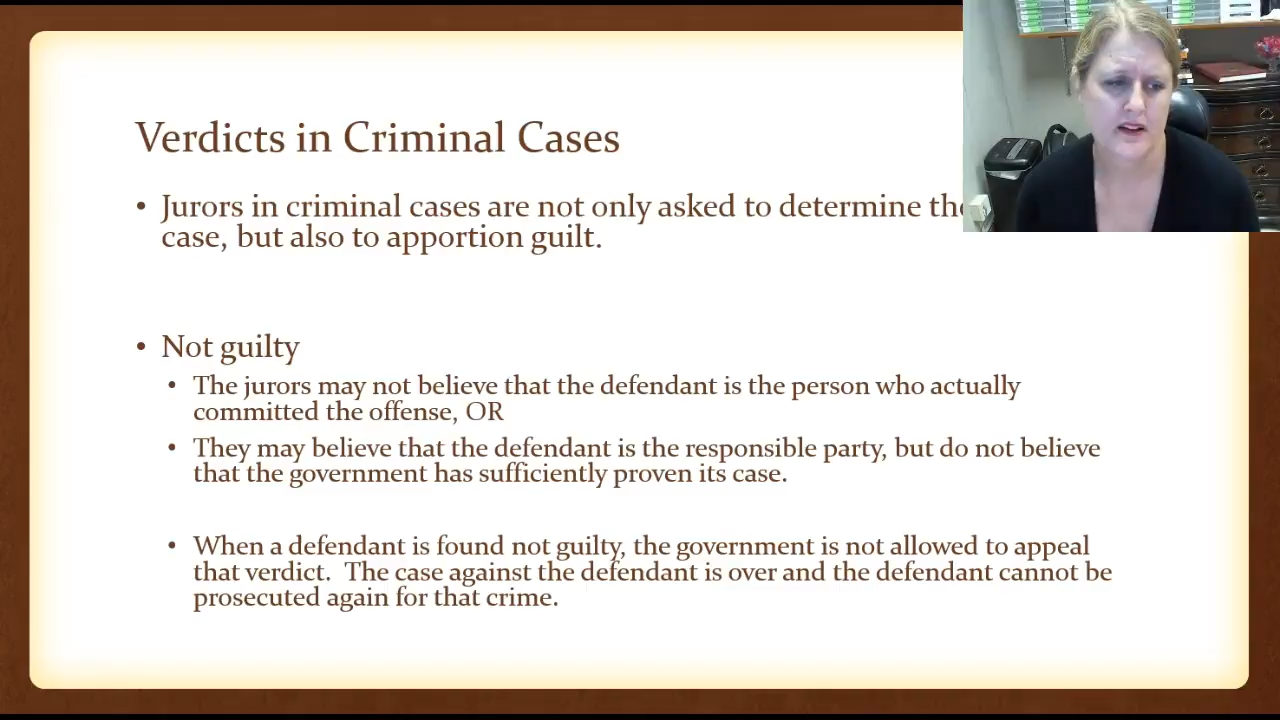 Verdicts in Criminal Cases
• Jurors in criminal cases are not only asked to determine the
case, but also to apportion guilt.
• Not guilty
• The jurors may not believe that the defendant is the person who actually
committed the offense, OR
• They may believe that the defendant is the responsible party, but do not believe
that the government has sufficiently proven its case.
• When a defendant is found not guilty, the government is not allowed to appeal
that verdict.  The case against the defendant is over and the defendant cannot be
prosecuted again for that crime.